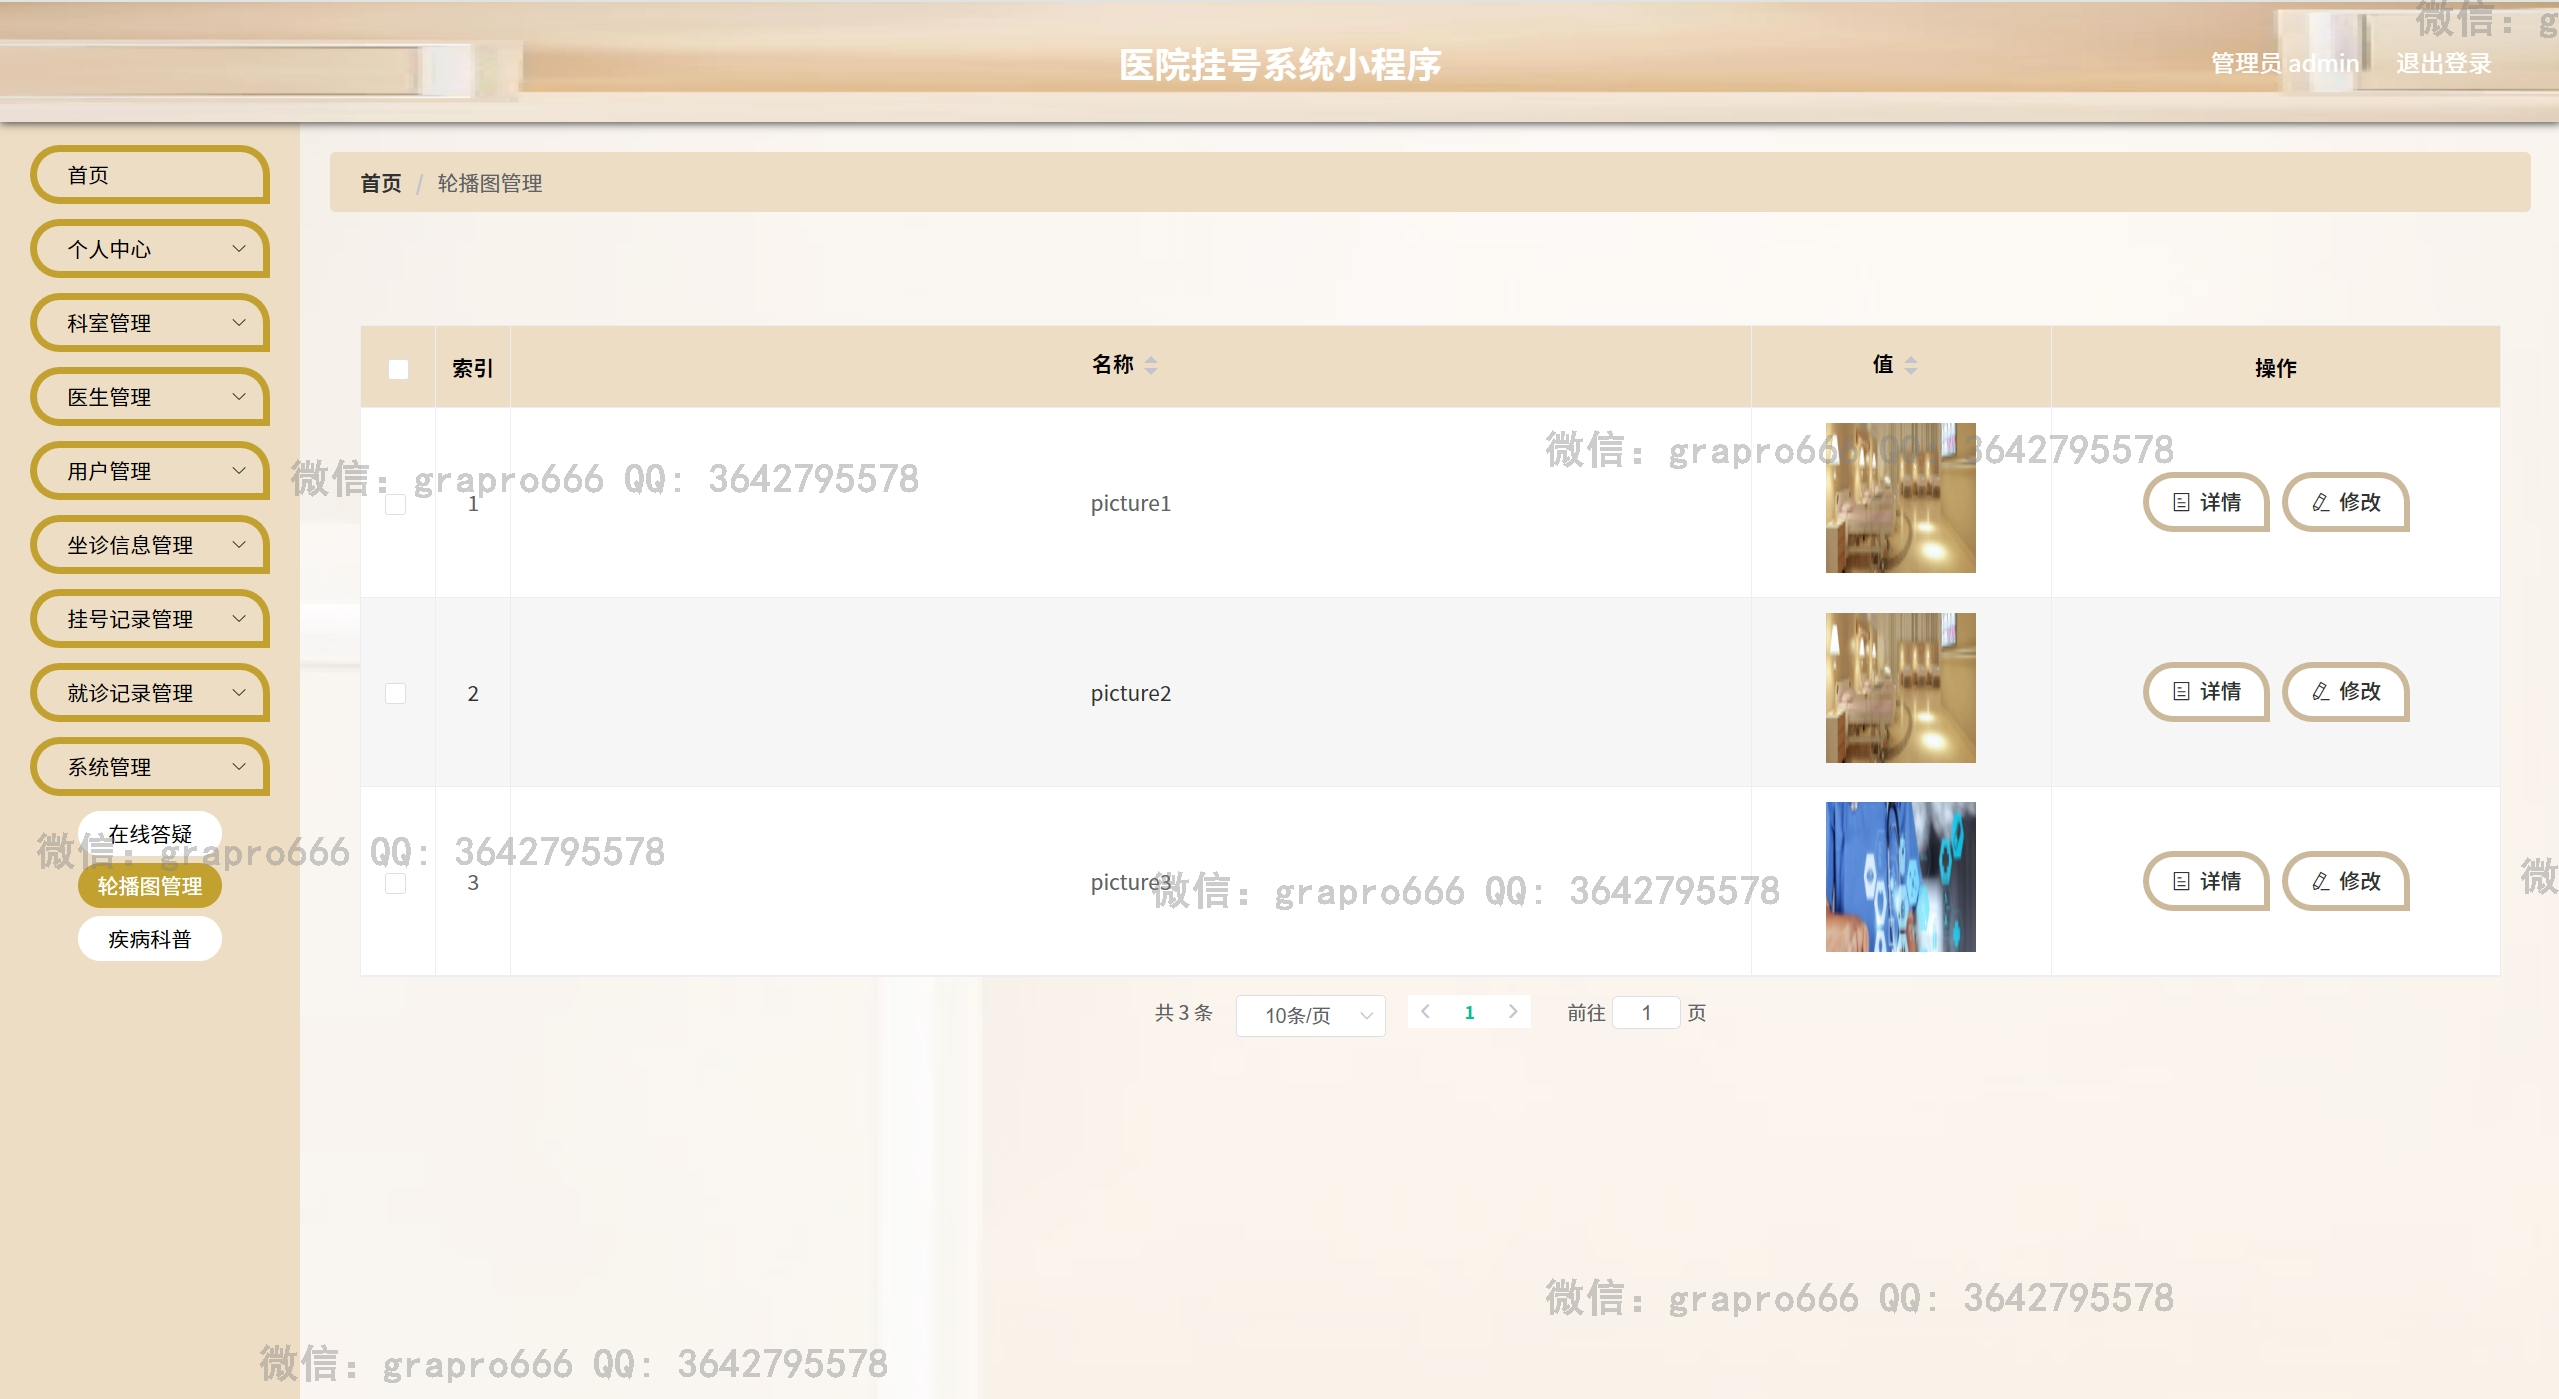 医院挂号系统小程序
管理员 admin 退出登录
微信: g
首页
个人中心
科室管理
医生管理
用户管理
坐诊信息管理
挂号记录管理
就诊记录管理
系统管理
在线答疑
轮播图管理
疾病科普
首页 / 轮播图管理
索引 名称 值 操作
1 picture1 详情 修改
2 picture2 详情 修改
3 picture3 详情 修改
共 3 条 10条/页 1 前往 1 页
微信: grapro666 QQ: 3642795578
微信: grapro666 QQ: 3642795578
微信: grapro666 QQ: 3642795578
微信: grapro666 QQ: 3642795578
微
微信: grapro666 QQ: 3642795578
微信: grapro666 QQ: 3642795578